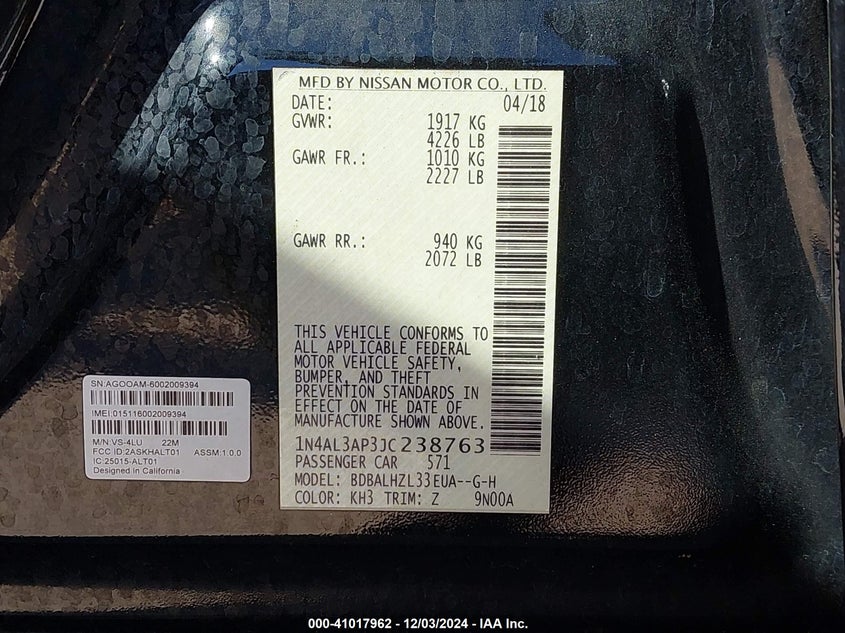 MFD BY NISSAN MOTOR CO., LTD.
DATE: 04/18
GVWR: 1917 KG
4226 LB
GAWR FR.: 1010 KG
2227 LB
GAWR RR.: 940 KG
2072 LB
THIS VEHICLE CONFORMS TO
ALL APPLICABLE FEDERAL
MOTOR VEHICLE SAFETY,
BUMPER, AND THEFT
PREVENTION STANDARDS IN
EFFECT ON THE DATE OF
MANUFACTURE SHOWN ABOVE.
1N4AL3AP3JC238763
PASSENGER CAR 571
MODEL: BDBALHZL33EUA--G-H
COLOR: KH3 TRIM: Z 9N00A
SN:AGOOAM-6002009394
IMEI:015116002009394
M/N:VS-4LU 22M
FCC ID:2ASKHALT01 ASSM:1.0.0
IC:25015-ALT01
Designed in California
000-41017962 - 12/03/2024 - IAA Inc.